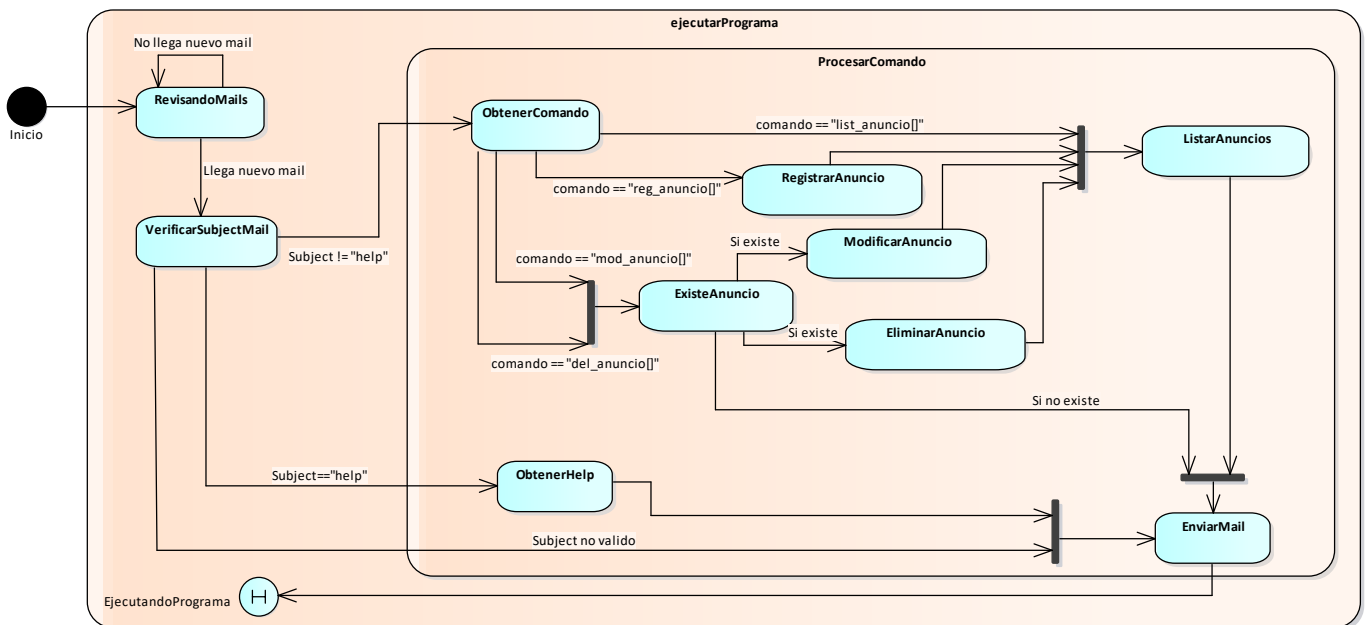 ejecutarPrograma
No llega nuevo mail
ProcesarComando
RevisandoMails
Inicio
ObtenerComando
comando == "list_anuncio[]"
ListarAnuncios
Llega nuevo mail
RegistrarAnuncio
comando == "reg_anuncio[]"
VerificarSubjectMail
Subject != "help"
Si existe
ModificarAnuncio
comando == "mod_anuncio[]"
ExisteAnuncio
Si existe
EliminarAnuncio
comando == "del_anuncio[]"
Si no existe
Subject=="help"
ObtenerHelp
EnviarMail
Subject no valido
EjecutandoPrograma
H